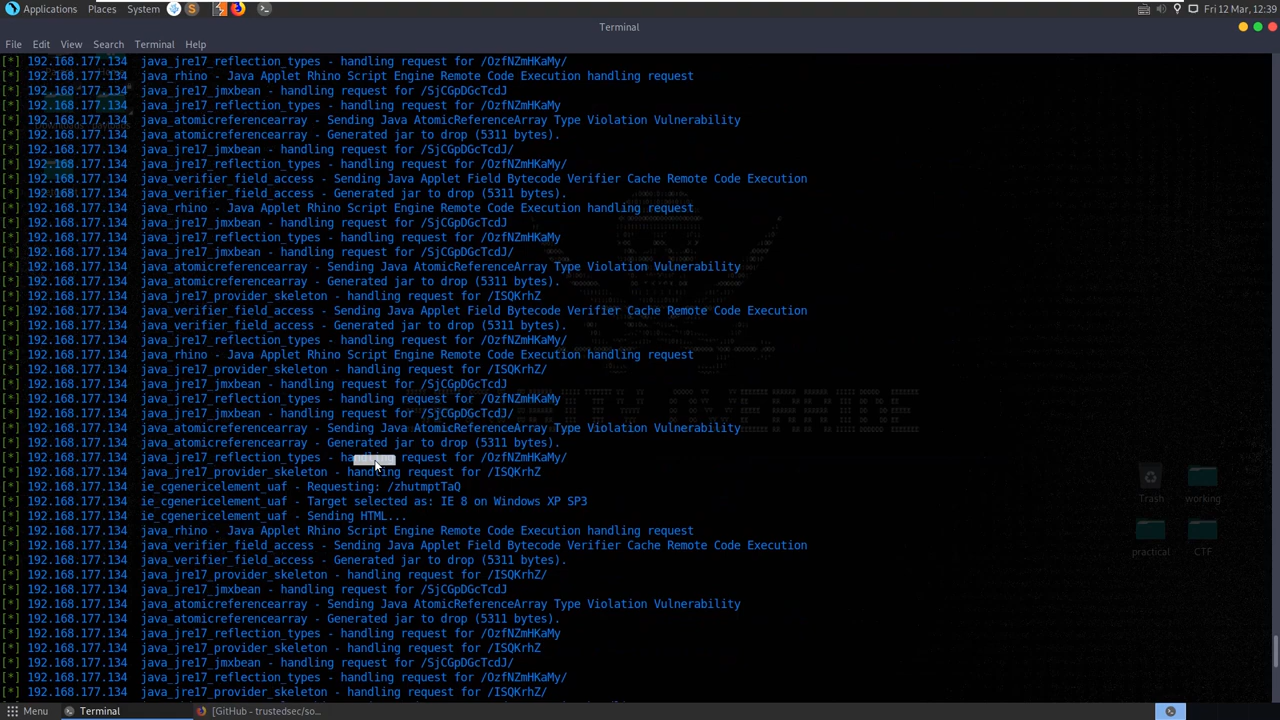 Applications Places System Fri 12 Mar, 12:39
Terminal
File Edit View Search Terminal Help
[*] 192.168.177.134 java_jre17_reflection_types - handling request for /OzfNZmHKaMy/
[*] 192.168.177.134 java_rhino - Java Applet Rhino Script Engine Remote Code Execution handling request
[*] 192.168.177.134 java_jre17_jmxbean - handling request for /SjCGpDGcTcdJ
[*] 192.168.177.134 java_jre17_reflection_types - handling request for /OzfNZmHKaMy
[*] 192.168.177.134 java_atomicreferencearray - Sending Java AtomicReferenceArray Type Violation Vulnerability
[*] 192.168.177.134 java_atomicreferencearray - Generated jar to drop (5311 bytes).
[*] 192.168.177.134 java_jre17_jmxbean - handling request for /SjCGpDGcTcdJ/
[*] 192.168.177.134 java_jre17_reflection_types - handling request for /OzfNZmHKaMy/
[*] 192.168.177.134 java_verifier_field_access - Sending Java Applet Field Bytecode Verifier Cache Remote Code Execution
[*] 192.168.177.134 java_verifier_field_access - Generated jar to drop (5311 bytes).
[*] 192.168.177.134 java_rhino - Java Applet Rhino Script Engine Remote Code Execution handling request
[*] 192.168.177.134 java_jre17_jmxbean - handling request for /SjCGpDGcTcdJ
[*] 192.168.177.134 java_jre17_reflection_types - handling request for /OzfNZmHKaMy
[*] 192.168.177.134 java_jre17_jmxbean - handling request for /SjCGpDGcTcdJ/
[*] 192.168.177.134 java_atomicreferencearray - Sending Java AtomicReferenceArray Type Violation Vulnerability
[*] 192.168.177.134 java_atomicreferencearray - Generated jar to drop (5311 bytes).
[*] 192.168.177.134 java_jre17_provider_skeleton - handling request for /ISQKrhZ
[*] 192.168.177.134 java_verifier_field_access - Sending Java Applet Field Bytecode Verifier Cache Remote Code Execution
[*] 192.168.177.134 java_verifier_field_access - Generated jar to drop (5311 bytes).
[*] 192.168.177.134 java_jre17_reflection_types - handling request for /OzfNZmHKaMy/
[*] 192.168.177.134 java_rhino - Java Applet Rhino Script Engine Remote Code Execution handling request
[*] 192.168.177.134 java_jre17_provider_skeleton - handling request for /ISQKrhZ/
[*] 192.168.177.134 java_jre17_jmxbean - handling request for /SjCGpDGcTcdJ
[*] 192.168.177.134 java_jre17_reflection_types - handling request for /OzfNZmHKaMy
[*] 192.168.177.134 java_jre17_jmxbean - handling request for /SjCGpDGcTcdJ/
[*] 192.168.177.134 java_atomicreferencearray - Sending Java AtomicReferenceArray Type Violation Vulnerability
[*] 192.168.177.134 java_atomicreferencearray - Generated jar to drop (5311 bytes).
[*] 192.168.177.134 java_jre17_reflection_types - handling request for /OzfNZmHKaMy/
[*] 192.168.177.134 java_jre17_provider_skeleton - handling request for /ISQKrhZ
[*] 192.168.177.134 ie_cgenericelement_uaf - Requesting: /zhutmptTaQ
[*] 192.168.177.134 ie_cgenericelement_uaf - Target selected as: IE 8 on Windows XP SP3
[*] 192.168.177.134 ie_cgenericelement_uaf - Sending HTML...
[*] 192.168.177.134 java_rhino - Java Applet Rhino Script Engine Remote Code Execution handling request
[*] 192.168.177.134 java_verifier_field_access - Sending Java Applet Field Bytecode Verifier Cache Remote Code Execution
[*] 192.168.177.134 java_verifier_field_access - Generated jar to drop (5311 bytes).
[*] 192.168.177.134 java_jre17_provider_skeleton - handling request for /ISQKrhZ/
[*] 192.168.177.134 java_jre17_jmxbean - handling request for /SjCGpDGcTcdJ
[*] 192.168.177.134 java_atomicreferencearray - Sending Java AtomicReferenceArray Type Violation Vulnerability
[*] 192.168.177.134 java_atomicreferencearray - Generated jar to drop (5311 bytes).
[*] 192.168.177.134 java_jre17_reflection_types - handling request for /OzfNZmHKaMy
[*] 192.168.177.134 java_jre17_provider_skeleton - handling request for /ISQKrhZ
[*] 192.168.177.134 java_jre17_jmxbean - handling request for /SjCGpDGcTcdJ/
[*] 192.168.177.134 java_jre17_provider_skeleton - handling request for /ISQKrhZ/
Trash working
practical CTF
Menu Terminal [GitHub - trustedsec/so...